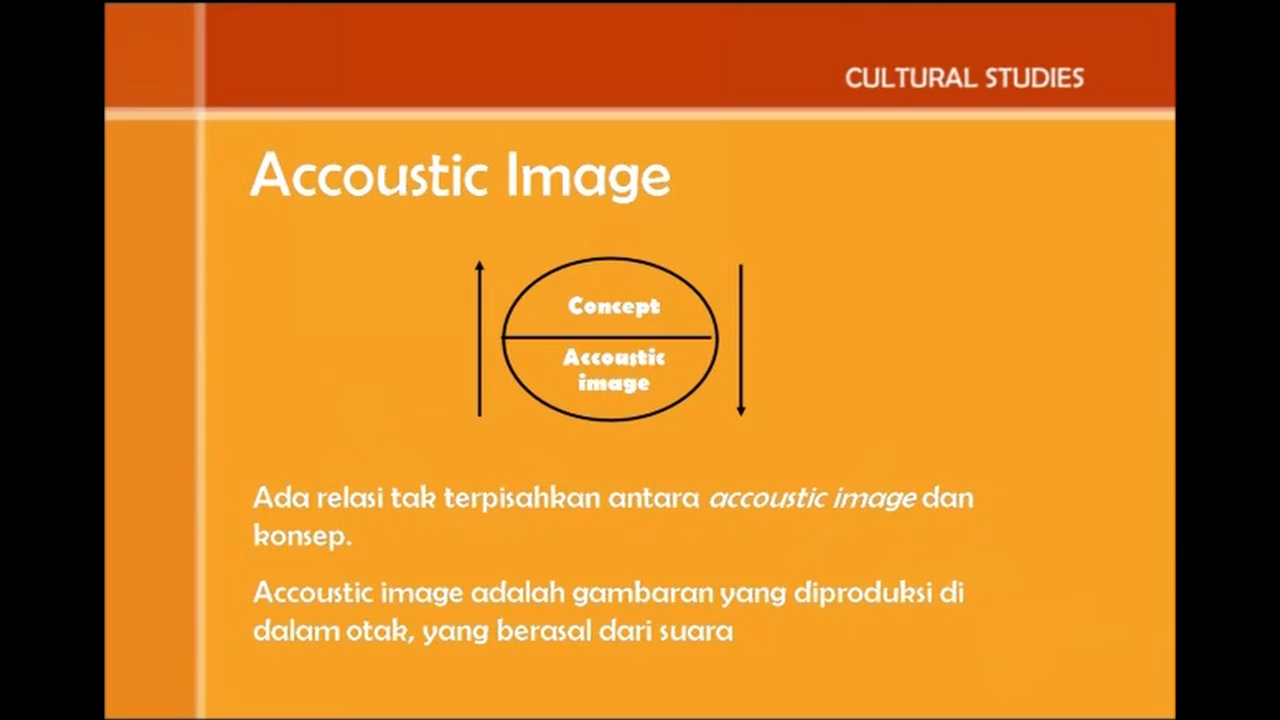 CULTURAL STUDIES
Accoustic Image
Concept
Accoustic
image
Ada relasi tak terpisahkan antara accoustic image dan
konsep.
Accoustic image adalah gambaran yang diproduksi di
dalam otak, yang berasal dari suara